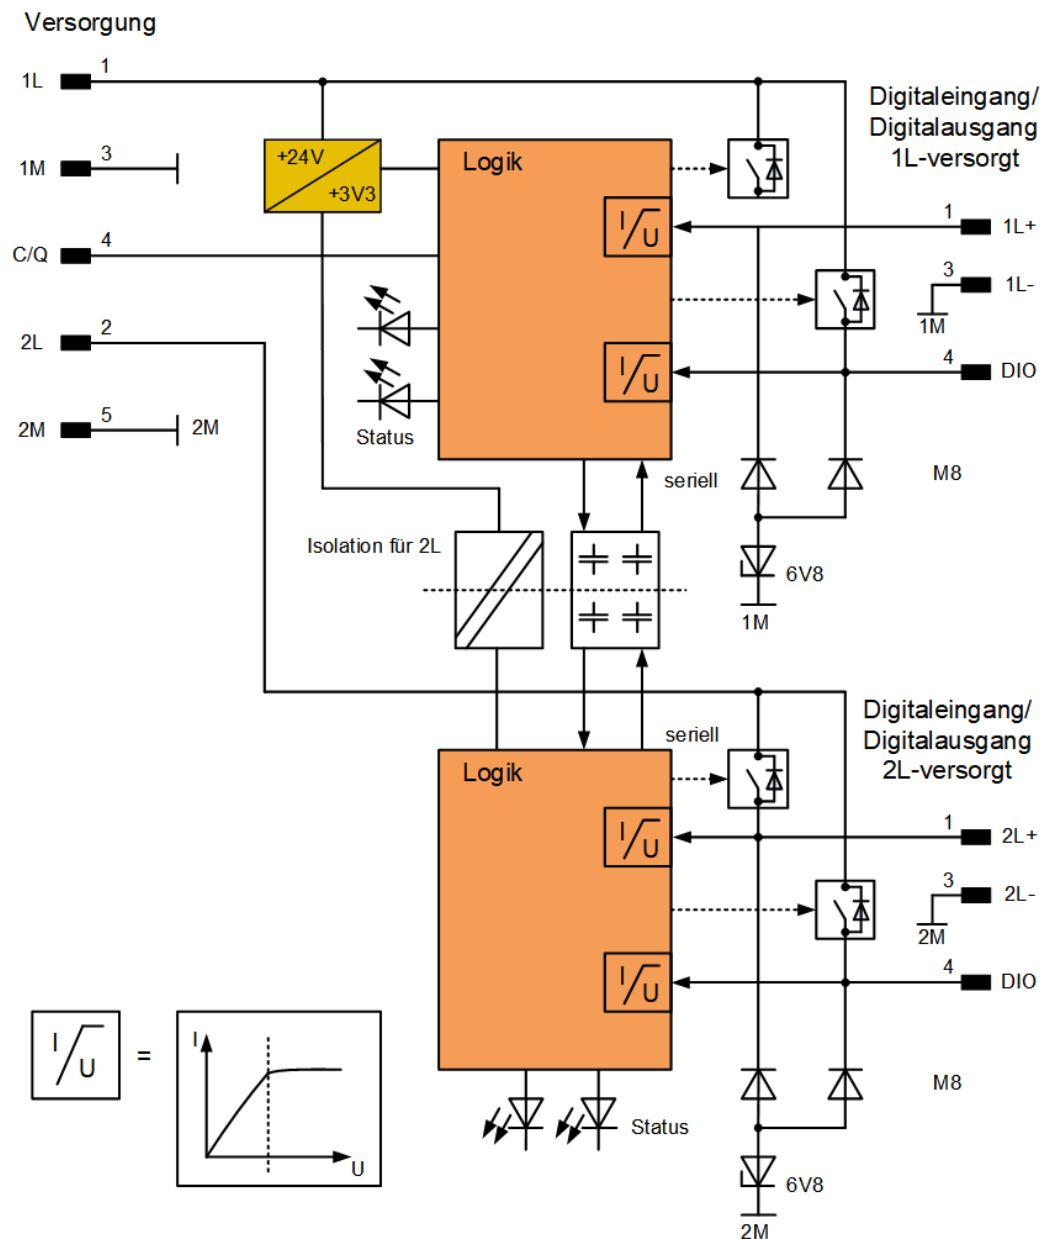 Versorgung
1L
1
1M
3
C/Q
4
2L
2
2M
5
2M
+24V
+3V3
Logik
I
U
I
U
Status
Digitaleingang/
Digitalausgang
1L-versorgt
1
1L+
3
1L-
1M
4
DIO
M8
seriell
6V8
1M
Isolation für 2L
seriell
Logik
I
U
I
U
Status
Digitaleingang/
Digitalausgang
2L-versorgt
1
2L+
3
2L-
2M
4
DIO
M8
6V8
2M
I
U
=
I
U